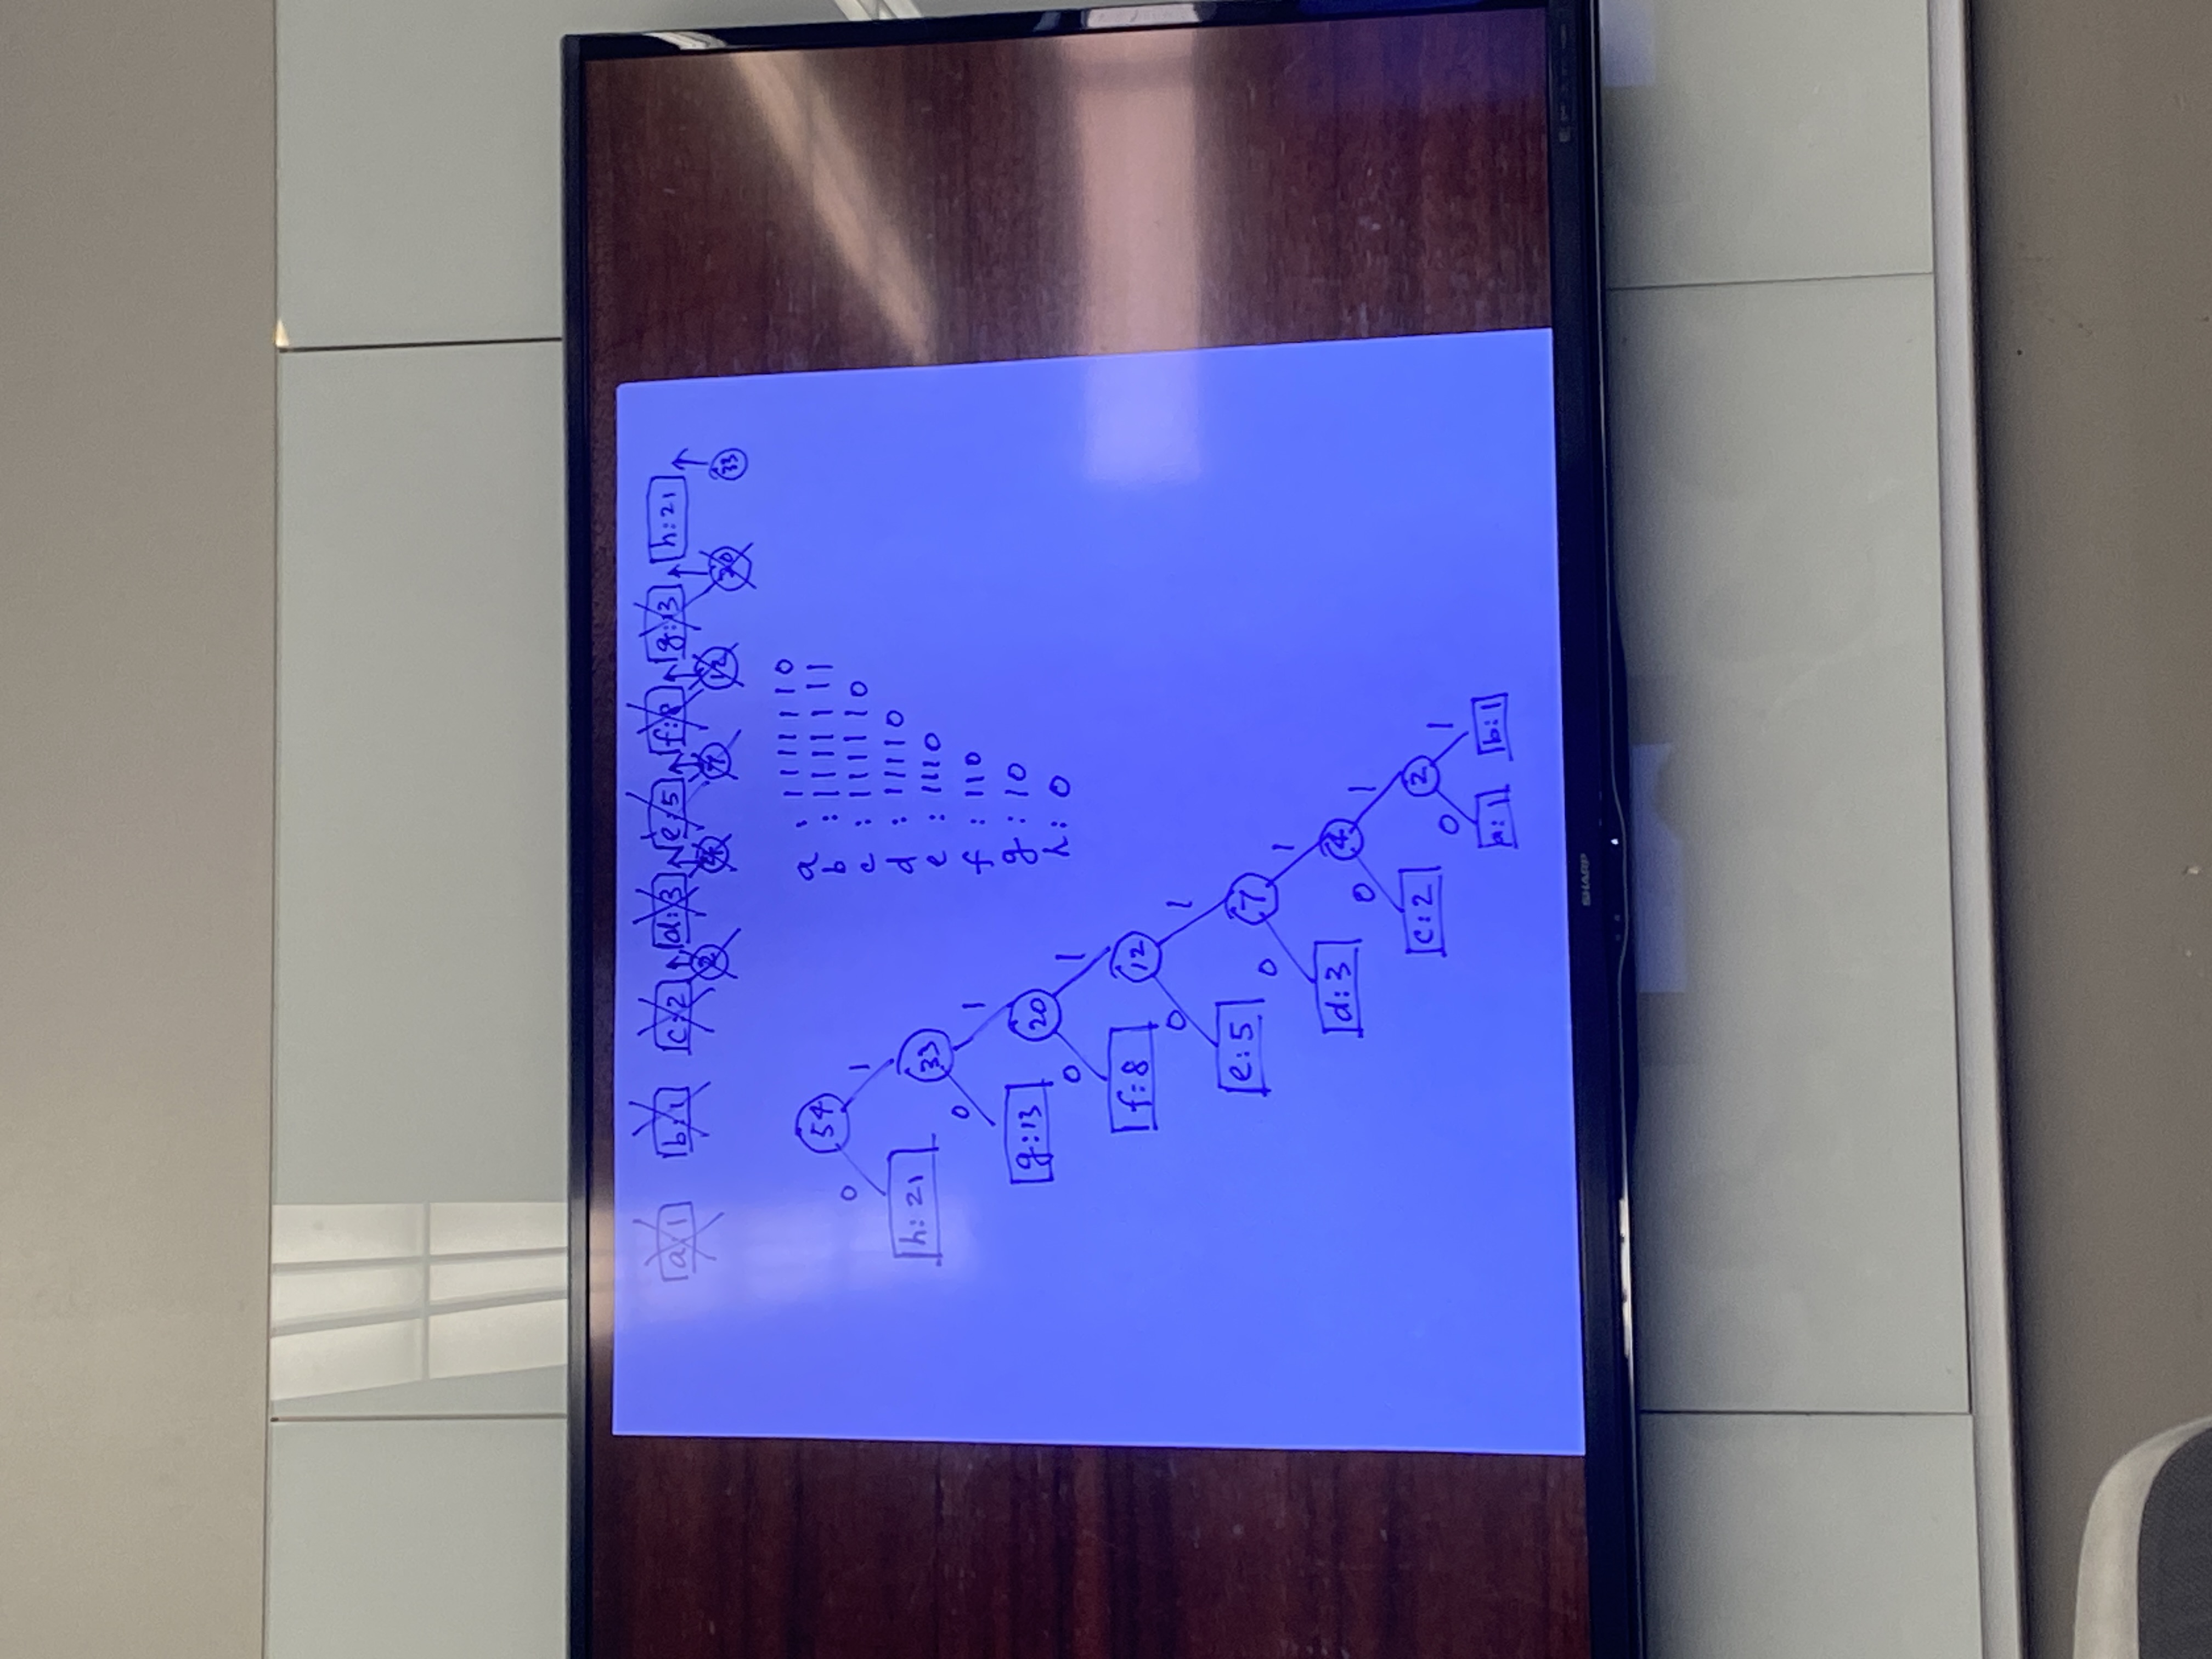 a:1 b:1 c:2 d:3 e:5 f:8 g:13 h:21
2 4 7 12 20 33
54
0 1
h:21 33
0 1
g:13 20
0 1
f:8 12
0 1
e:5 7
0 1
d:3 4
0 1
c:2 2
0 1
a:1 b:1
a : 1111110
b : 1111111
c : 111110
d : 11110
e : 1110
f : 110
g : 10
h : 0
SHARP